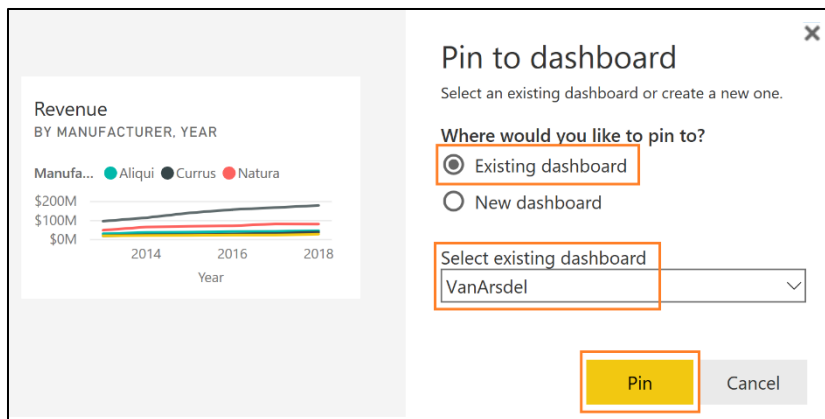 Pin to dashboard
Select an existing dashboard or create a new one.
Where would you like to pin to?
Existing dashboard
New dashboard
Select existing dashboard
VanArsdel
Pin
Cancel
Revenue
BY MANUFACTURER, YEAR
Manufa... Aliqui Currus Natura
$200M
$100M
$0M
2014 2016 2018
Year